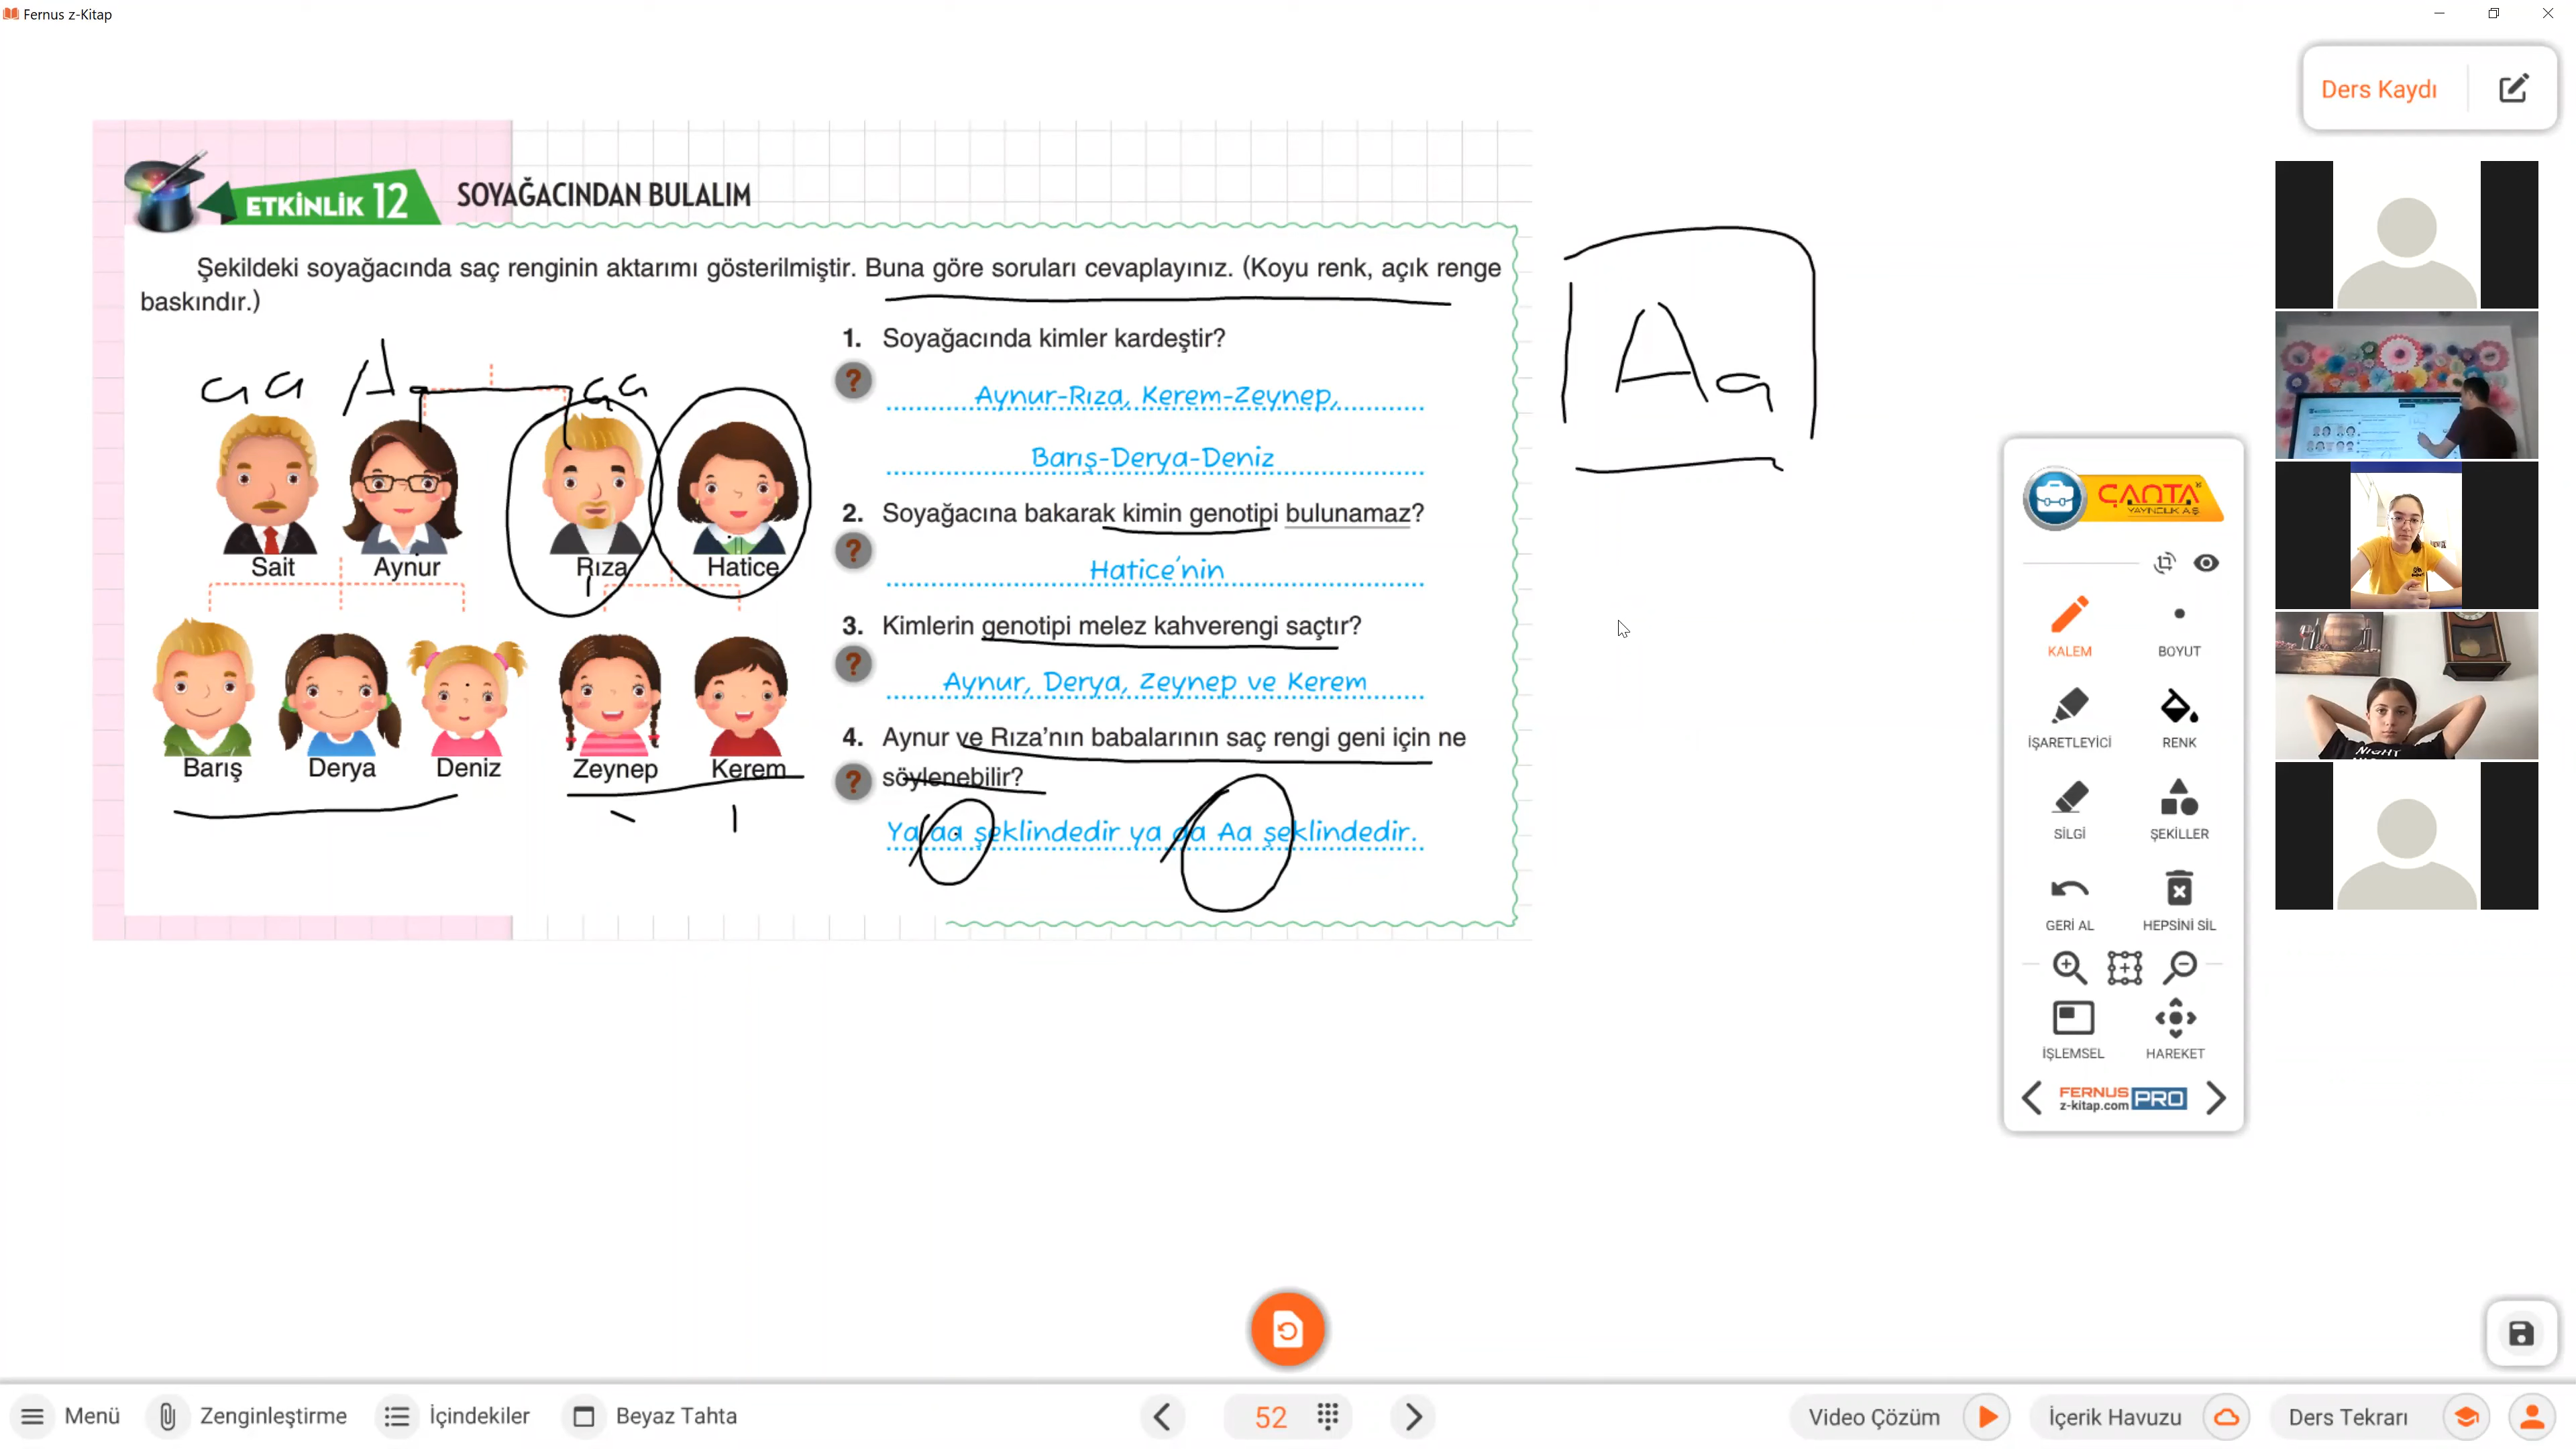 Fernus z-Kitap
Ders Kaydı
ETKİNLİK 12
SOYAĞACINDAN BULALIM
Şekildeki soyağacında saç renginin aktarımı gösterilmiştir. Buna göre soruları cevaplayınız. (Koyu renk, açık renge
baskındır.)
aa Aa aa
Sait Aynur Rıza Hatice
Barış Derya Deniz Zeynep Kerem
1. Soyağacında kimler kardeştir?
?
Aynur-Rıza, Kerem-Zeynep,
Barış-Derya-Deniz
2. Soyağacına bakarak kimin genotipi bulunamaz?
?
Hatice'nin
3. Kimlerin genotipi melez kahverengi saçtır?
?
Aynur, Derya, Zeynep ve Kerem
4. Aynur ve Rıza'nın babalarının saç rengi geni için ne
söylenebilir?
?
Ya aa şeklindedir ya da Aa şeklindedir.
Aa
ÇANTA
YAYINCILIK A.Ş.
KALEM BOYUT
İŞARETLEYİCİ RENK
SİLGİ ŞEKİLLER
GERİ AL HEPSİNİ SİL
İŞLEMSEL HAREKET
FERNUS PRO
z-kitap.com
NIGHT
Menü Zenginleştirme İçindekiler Beyaz Tahta 52 Video Çözüm İçerik Havuzu Ders Tekrarı